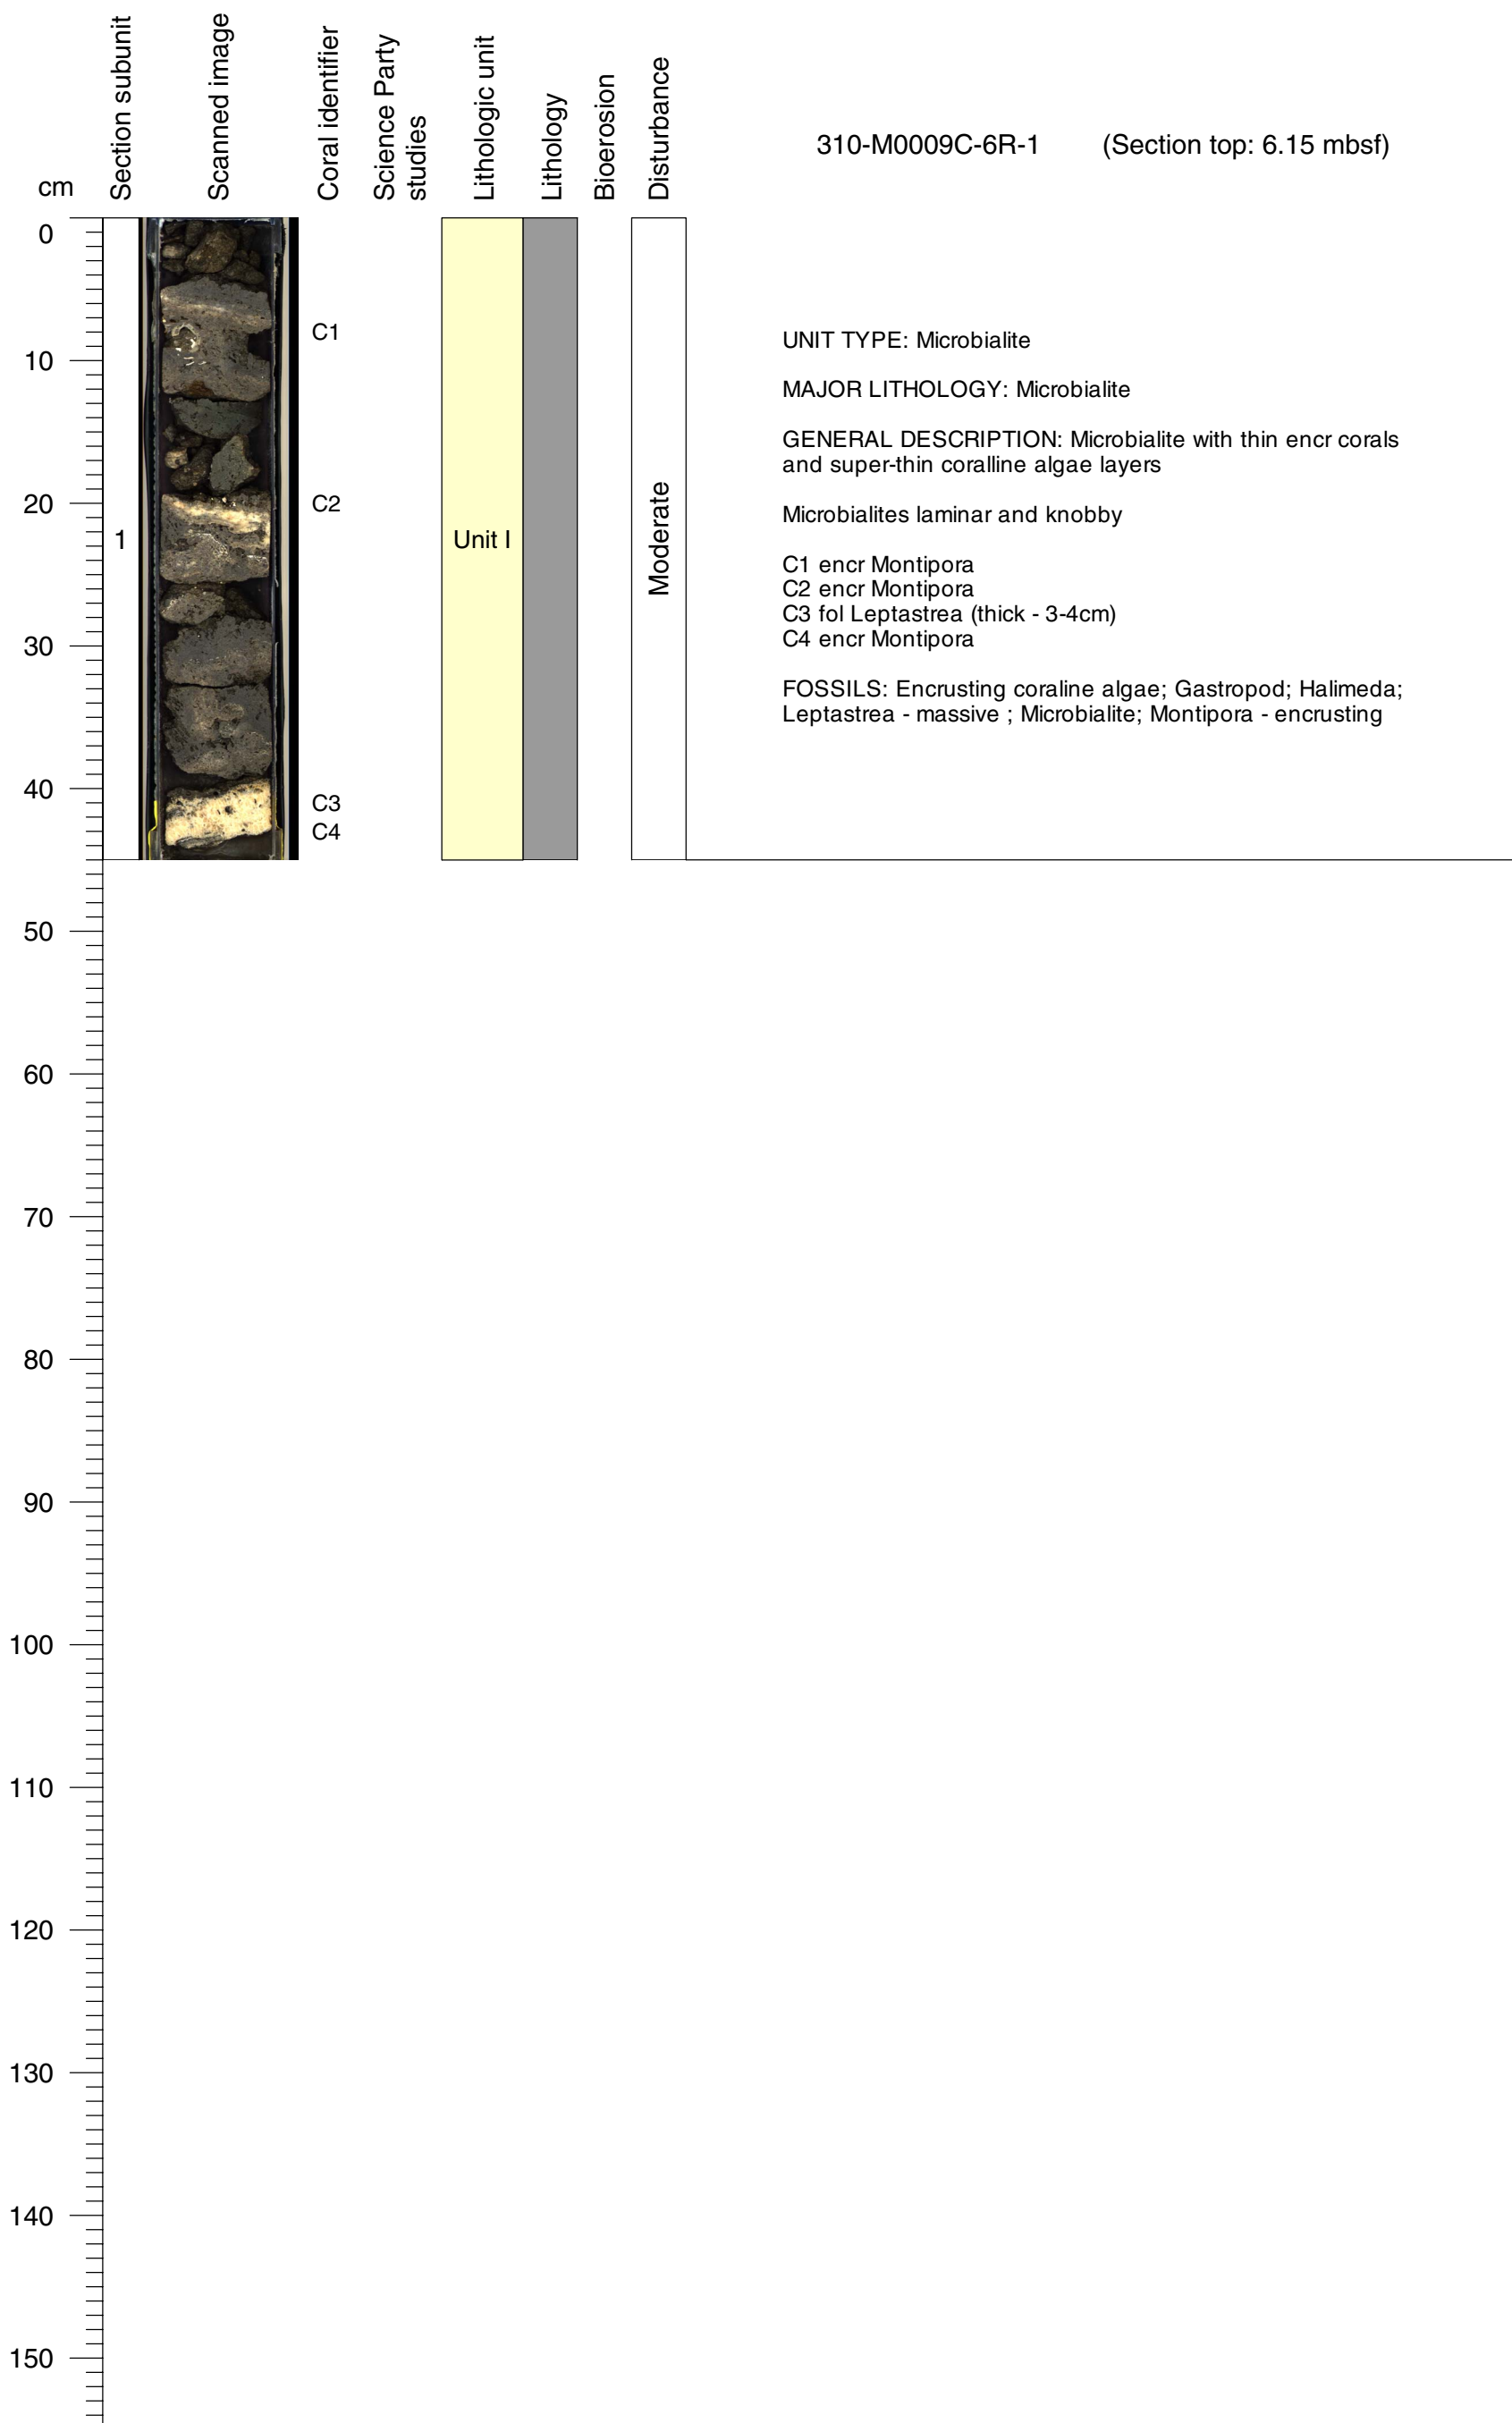 310-M0009C-6R-1 (Section top: 6.15 mbsf)
cm
Section subunit
Scanned image
Coral identifier
Science Party
studies
Lithologic unit
Lithology
Bioerosion
Disturbance
0
10
20
30
40
50
60
70
80
90
100
110
120
130
140
150
1
C1
C2
C3
C4
Unit I
Moderate
UNIT TYPE: Microbialite
MAJOR LITHOLOGY: Microbialite
GENERAL DESCRIPTION: Microbialite with thin encr corals
and super-thin coralline algae layers
Microbialites laminar and knobby
C1 encr Montipora
C2 encr Montipora
C3 fol Leptastrea (thick - 3-4cm)
C4 encr Montipora
FOSSILS: Encrusting coraline algae; Gastropod; Halimeda;
Leptastrea - massive ; Microbialite; Montipora - encrusting